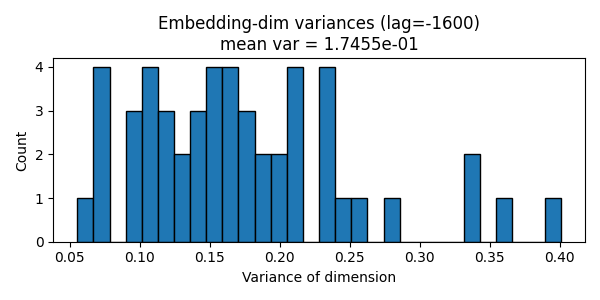 Embedding-dim variances (lag=-1600)
mean var = 1.7455e-01
Count
4
3
2
1
0
0.05 0.10 0.15 0.20 0.25 0.30 0.35 0.40
Variance of dimension